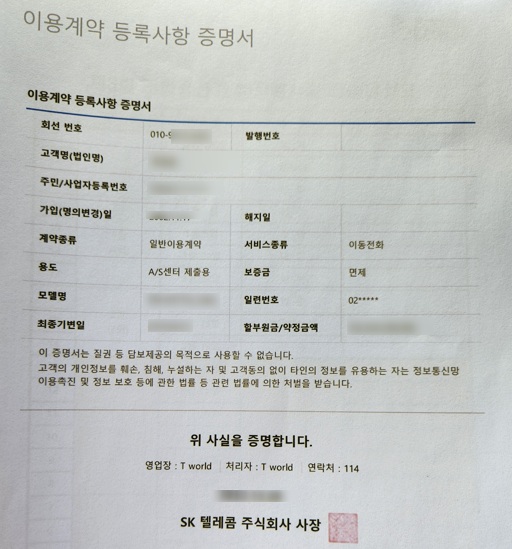 이용계약 등록사항 증명서
이용계약 등록사항 증명서
회선 번호 010- 발행번호
고객명(법인명)
주민/사업자등록번호
가입(명의변경)일 해지일
계약종류 일반이용계약 서비스종류 이동전화
용도 A/S센터 제출용 보증금 면제
모델명 일련번호 02*****
최종기변일 할부원금/약정금액
이 증명서는 질권 등 담보제공의 목적으로 사용할 수 없습니다.
고객의 개인정보를 훼손, 침해, 누설하는 자 및 고객동의 없이 타인의 정보를 유용하는 자는 정보통신망
이용촉진 및 정보 보호 등에 관한 법률 등 관련 법률에 의한 처벌을 받습니다.
위 사실을 증명합니다.
영업장 : T world 처리자 : T world 연락처 : 114
SK 텔레콤 주식회사 사장